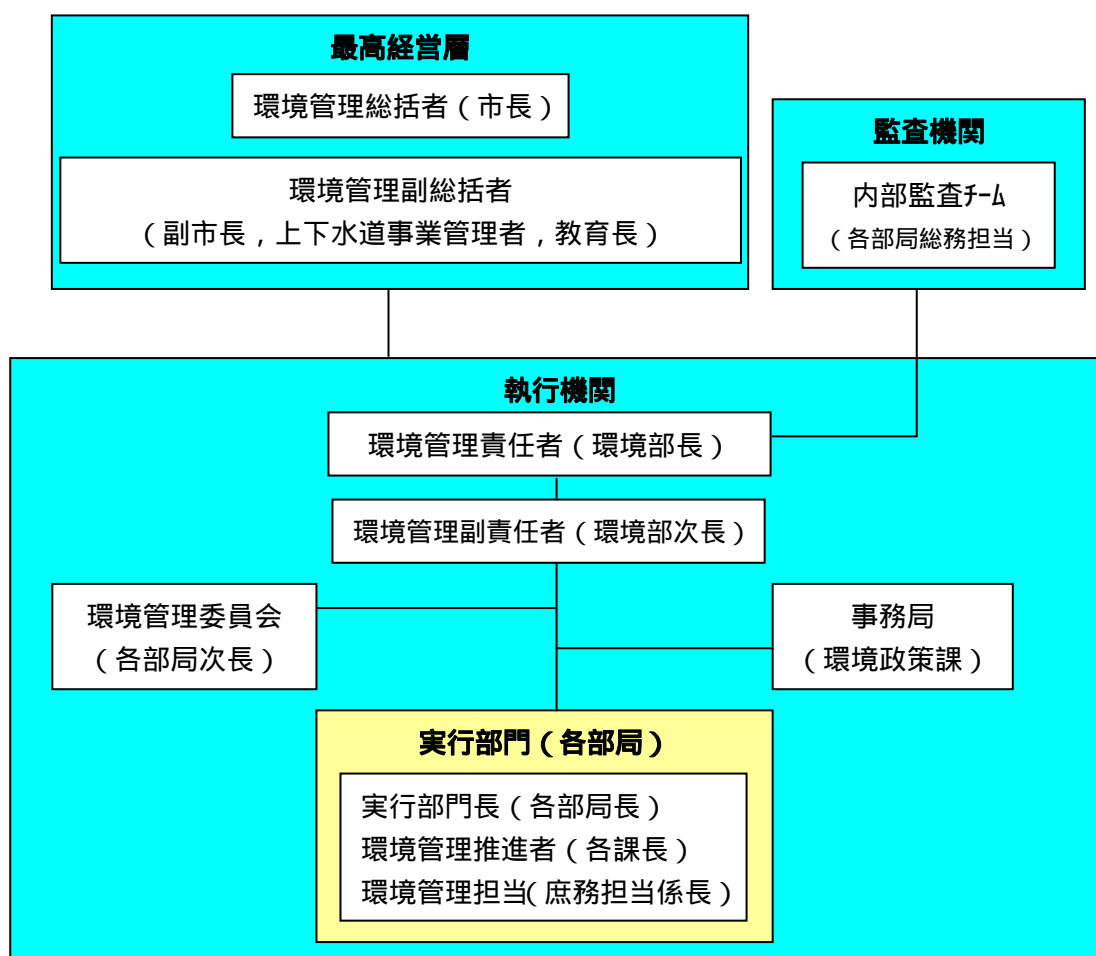 最高経営層
環境管理総括者（市長）
環境管理副総括者
（副市長，上下水道事業管理者，教育長）
監査機関
内部監査ﾁｰﾑ
（各部局総務担当）
執行機関
環境管理責任者（環境部長）
環境管理副責任者（環境部次長）
環境管理委員会
（各部局次長）
事務局
（環境政策課）
実行部門（各部局）
実行部門長（各部局長）
環境管理推進者（各課長）
環境管理担当（庶務担当係長）